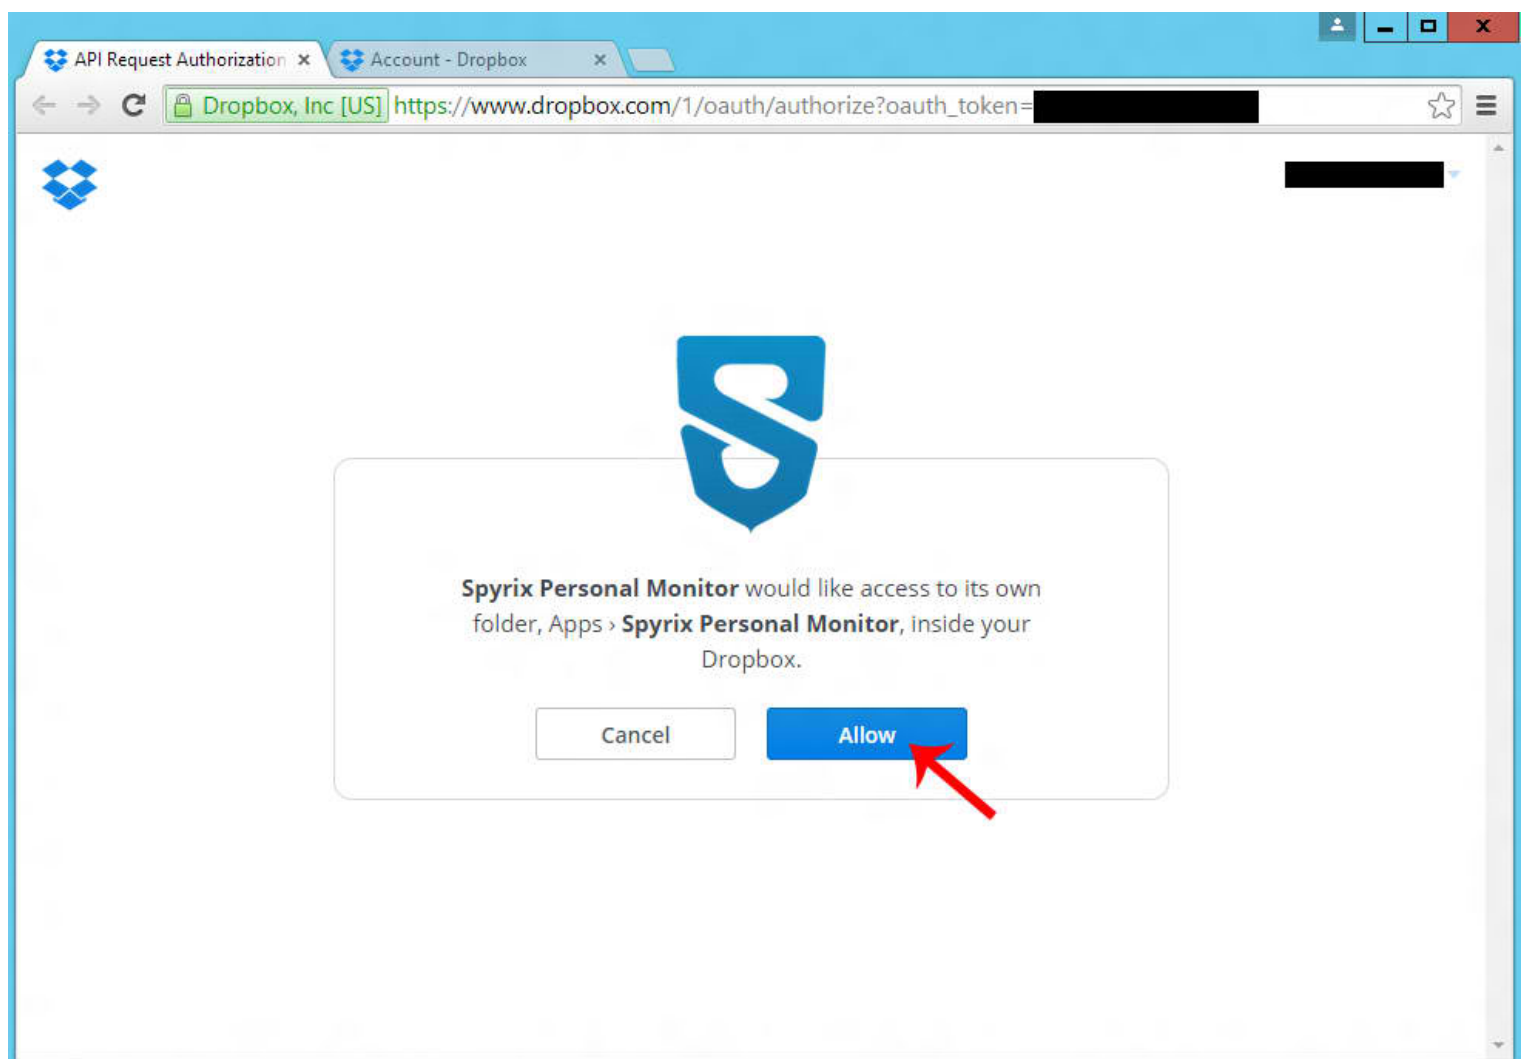 API Request Authorization
Account - Dropbox
Dropbox, Inc [US] https://www.dropbox.com/1/oauth/authorize?oauth_token=
Spyrix Personal Monitor would like access to its own
folder, Apps › Spyrix Personal Monitor, inside your
Dropbox.
Cancel
Allow